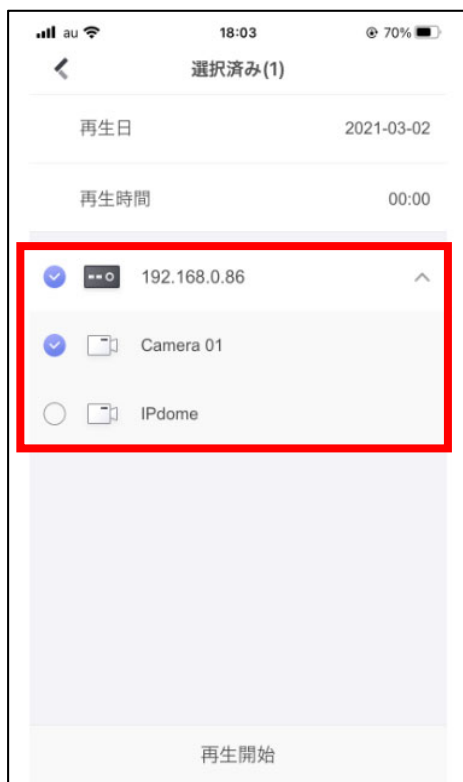 au 18:03 70%
選択済み(1)
再生日 2021-03-02
再生時間 00:00
192.168.0.86
Camera 01
IPdome
再生開始